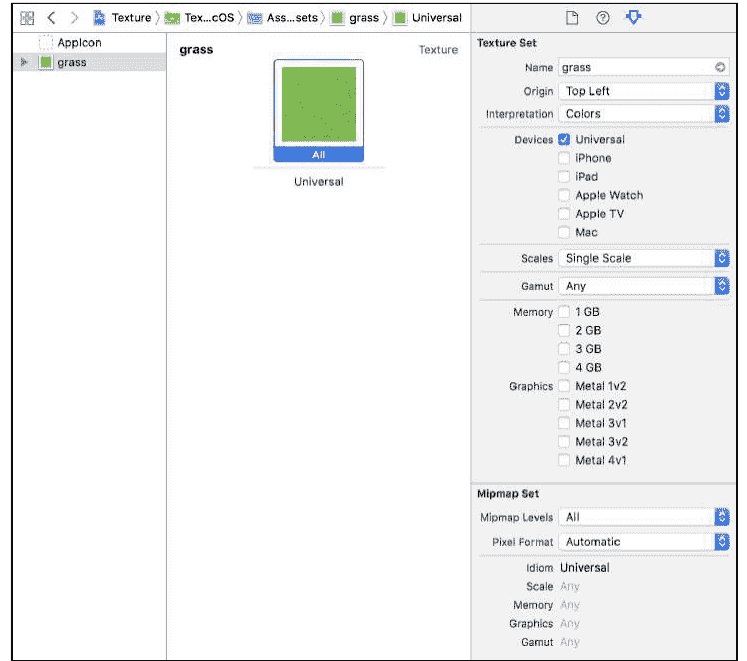 Texture Tex...cOS Ass...sets grass Universal
AppIcon
grass
grass Texture
All
Universal
Texture Set
Name grass
Origin Top Left
Interpretation Colors
Devices Universal
iPhone
iPad
Apple Watch
Apple TV
Mac
Scales Single Scale
Gamut Any
Memory 1 GB
2 GB
3 GB
4 GB
Graphics Metal 1v2
Metal 2v2
Metal 3v1
Metal 3v2
Metal 4v1
Mipmap Set
Mipmap Levels All
Pixel Format Automatic
Idiom Universal
Scale Any
Memory Any
Graphics Any
Gamut Any